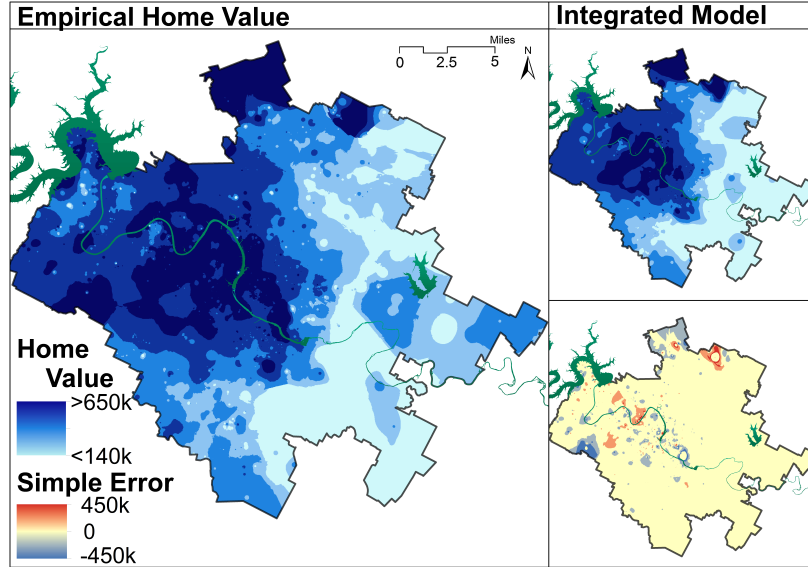 Empirical Home Value
Integrated Model
Miles
0 2.5 5
N
Home
Value
>650k
<140k
Simple Error
450k
0
-450k